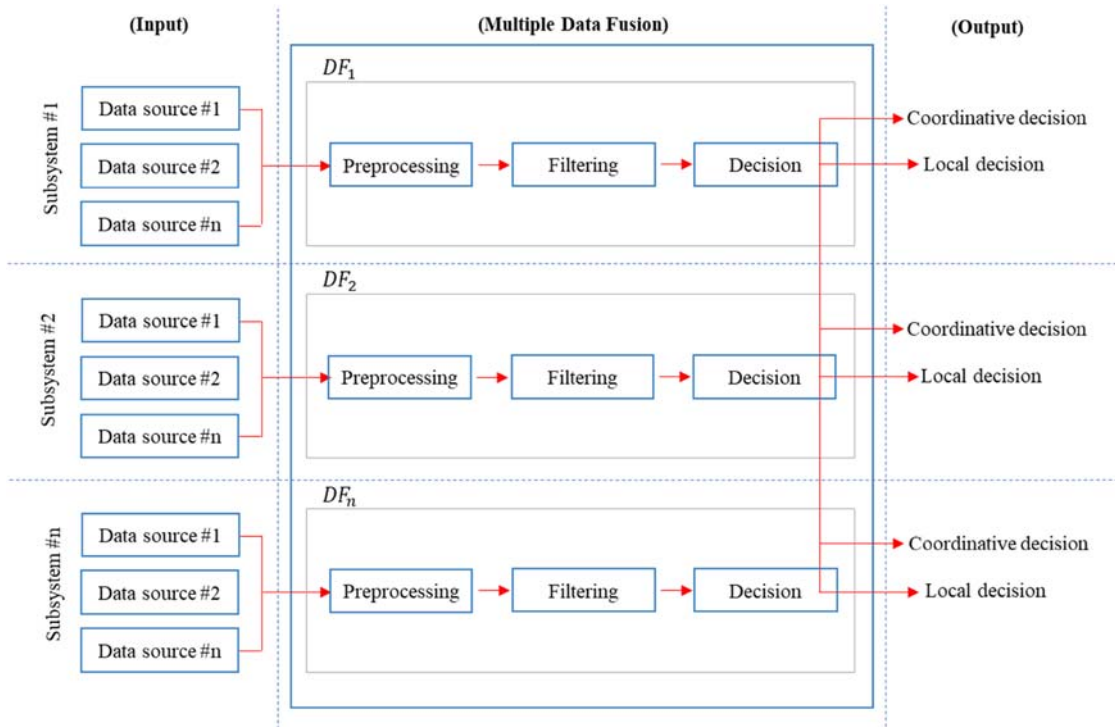 (Input)
(Multiple Data Fusion)
(Output)
Subsystem #1
Data source #1
Data source #2
Data source #n
DF1
Preprocessing
Filtering
Decision
Coordinative decision
Local decision
Subsystem #2
Data source #1
Data source #2
Data source #n
DF2
Preprocessing
Filtering
Decision
Coordinative decision
Local decision
Subsystem #n
Data source #1
Data source #2
Data source #n
DFn
Preprocessing
Filtering
Decision
Coordinative decision
Local decision